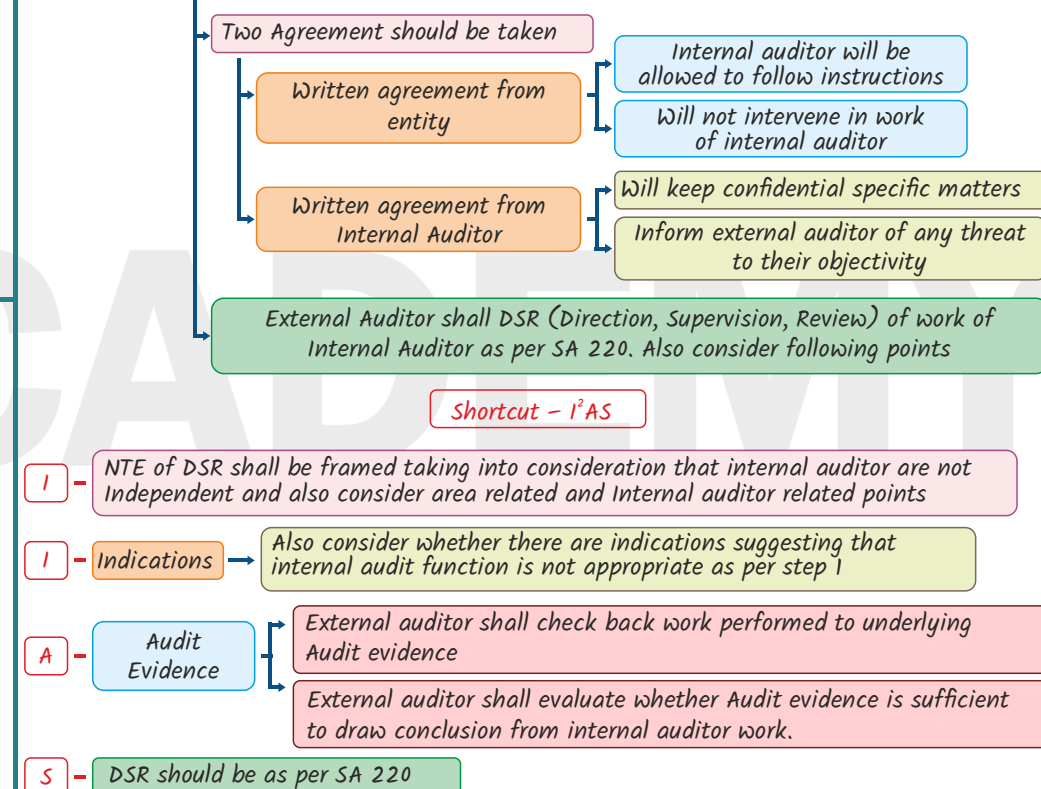 Two Agreement should be taken
Written agreement from
entity
Internal auditor will be
allowed to follow instructions
Will not intervene in work
of internal auditor
Written agreement from
Internal Auditor
Will keep confidential specific matters
Inform external auditor of any threat
to their objectivity
External Auditor shall DSR (Direction, Supervision, Review) of work of
Internal Auditor as per SA 220. Also consider following points
Shortcut – I²AS
I
NTE of DSR shall be framed taking into consideration that internal auditor are not
Independent and also consider area related and Internal auditor related points
I
Indications
Also consider whether there are indications suggesting that
internal audit function is not appropriate as per step 1
A
Audit
Evidence
External auditor shall check back work performed to underlying
Audit evidence
External auditor shall evaluate whether Audit evidence is sufficient
to draw conclusion from internal auditor work.
S
DSR should be as per SA 220
CADEMY